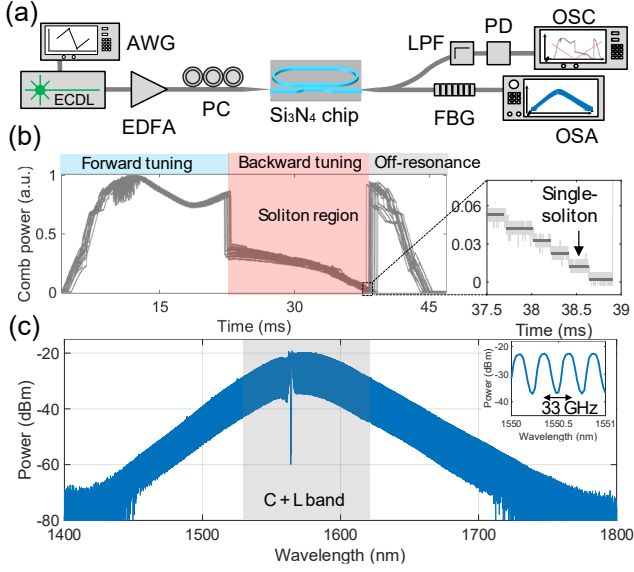 (a)
AWG
ECDL
EDFA
PC
Si₃N₄ chip
LPF
PD
OSC
FBG
OSA
(b)
Forward tuning
Backward tuning
Off-resonance
Comb power (a.u.)
1
0.5
0
Soliton region
15
30
45
Time (ms)
Single-
soliton
0.06
0.03
0
37.5
38
38.5
39
Time (ms)
(c)
Power (dBm)
-20
-40
-60
-80
C + L band
1400
1500
1600
1700
1800
Wavelength (nm)
Power (dBm)
-20
-30
-40
33 GHz
1550
1550.5
1551
Wavelength (nm)